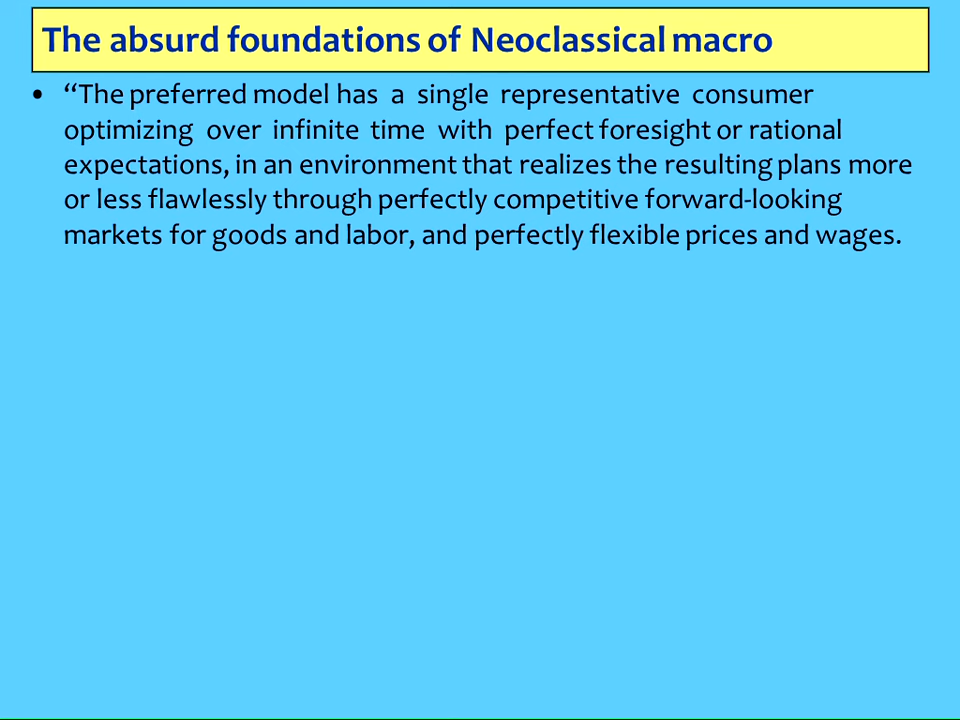 The absurd foundations of Neoclassical macro
• “The preferred model has a single representative consumer
optimizing over infinite time with perfect foresight or rational
expectations, in an environment that realizes the resulting plans more
or less flawlessly through perfectly competitive forward-looking
markets for goods and labor, and perfectly flexible prices and wages.